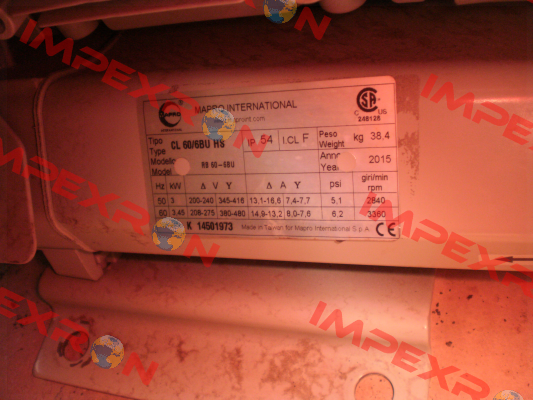 IMPEXRON
IMPEXRON
MAPRO INTERNATIONAL
MAPRO
C US
248128
Tipo
Type CL 60/6BU HS IP 54 I.CL F Peso
Weight kg 38,4
Modello
Model RB 60-6BU Anno
Year 2015
Hz kW Δ V Y Δ A Y psi giri/min
rpm
50 3 200-240 345-416 13.1-16,6 7,4-7,7 5,1 2840
60 3,45 208-275 360-480 14,9-13,2 8,0-7,6 6,2 3360
K 14501973 Made in Taiwan for Mapro International S.p.A. CE
IMPEXRON
IMPEXRON
IMPEXRON